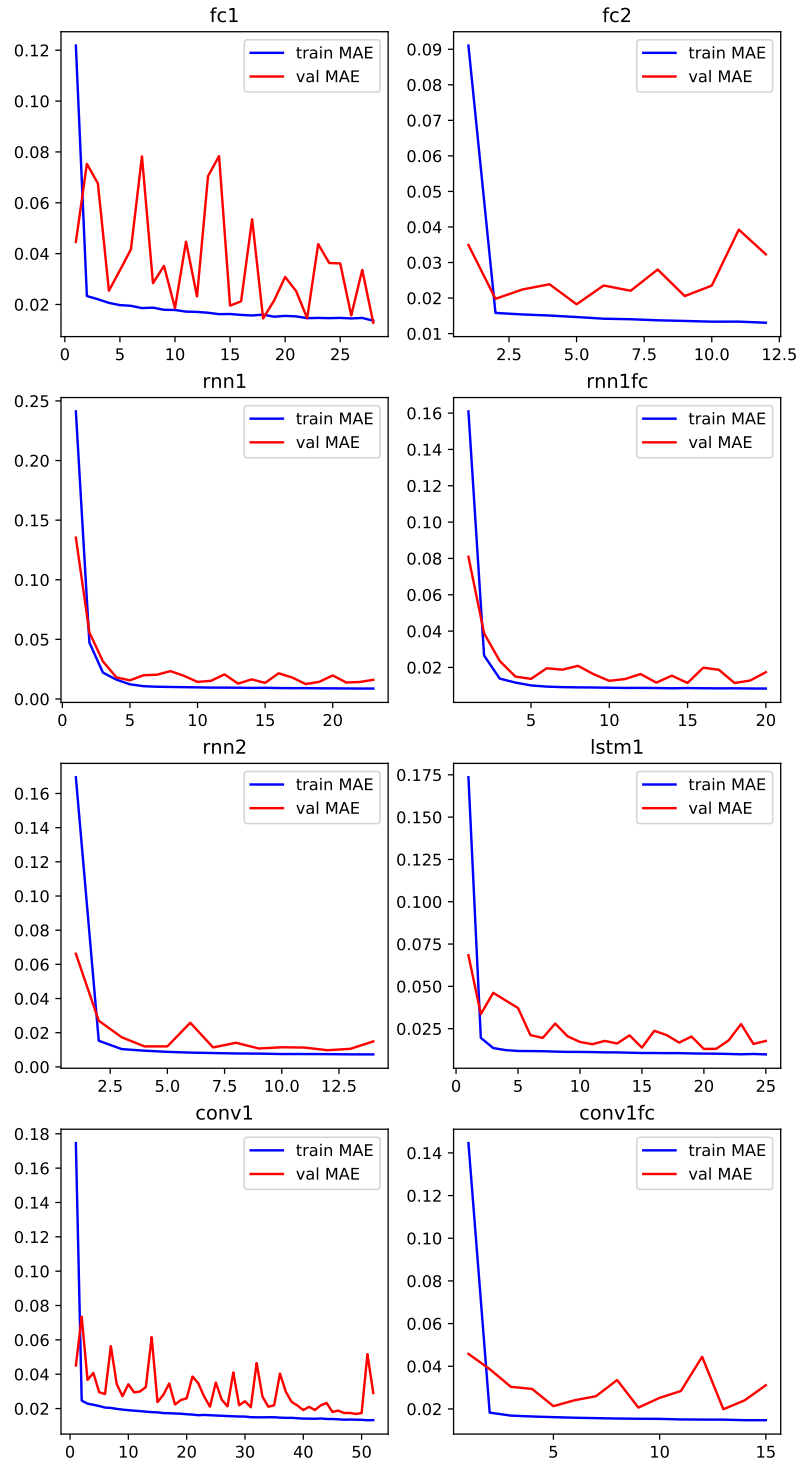 fc1
0.12
0.10
0.08
0.06
0.04
0.02
0 5 10 15 20 25
train MAE
val MAE
fc2
0.09
0.08
0.07
0.06
0.05
0.04
0.03
0.02
0.01
2.5 5.0 7.5 10.0 12.5
train MAE
val MAE
rnn1
0.25
0.20
0.15
0.10
0.05
0.00
0 5 10 15 20
train MAE
val MAE
rnn1fc
0.16
0.14
0.12
0.10
0.08
0.06
0.04
0.02
5 10 15 20
train MAE
val MAE
rnn2
0.16
0.14
0.12
0.10
0.08
0.06
0.04
0.02
0.00
2.5 5.0 7.5 10.0 12.5
train MAE
val MAE
lstm1
0.175
0.150
0.125
0.100
0.075
0.050
0.025
0 5 10 15 20 25
train MAE
val MAE
conv1
0.18
0.16
0.14
0.12
0.10
0.08
0.06
0.04
0.02
0 10 20 30 40 50
train MAE
val MAE
conv1fc
0.14
0.12
0.10
0.08
0.06
0.04
0.02
5 10 15
train MAE
val MAE